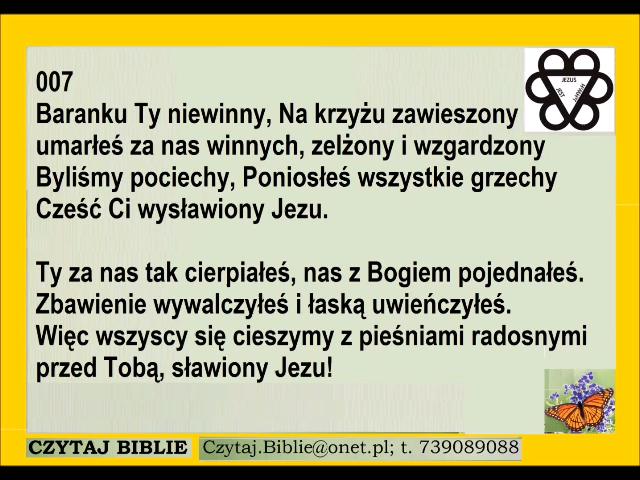 007
Baranku Ty niewinny, Na krzyżu zawieszony
umarłeś za nas winnych, zelżony i wzgardzony
Byliśmy pociechy, Poniosłeś wszystkie grzechy
Cześć Ci wysławiony Jezu.
Ty za nas tak cierpiałeś, nas z Bogiem pojednałeś.
Zbawienie wywalczyłeś i łaską uwieńczyłeś.
Więc wszyscy się cieszymy z pieśniami radosnymi
przed Tobą, sławiony Jezu!
JEZUS
JEST
CZYTAJ BIBLIE Czytaj.Biblie@onet.pl; t. 739089088